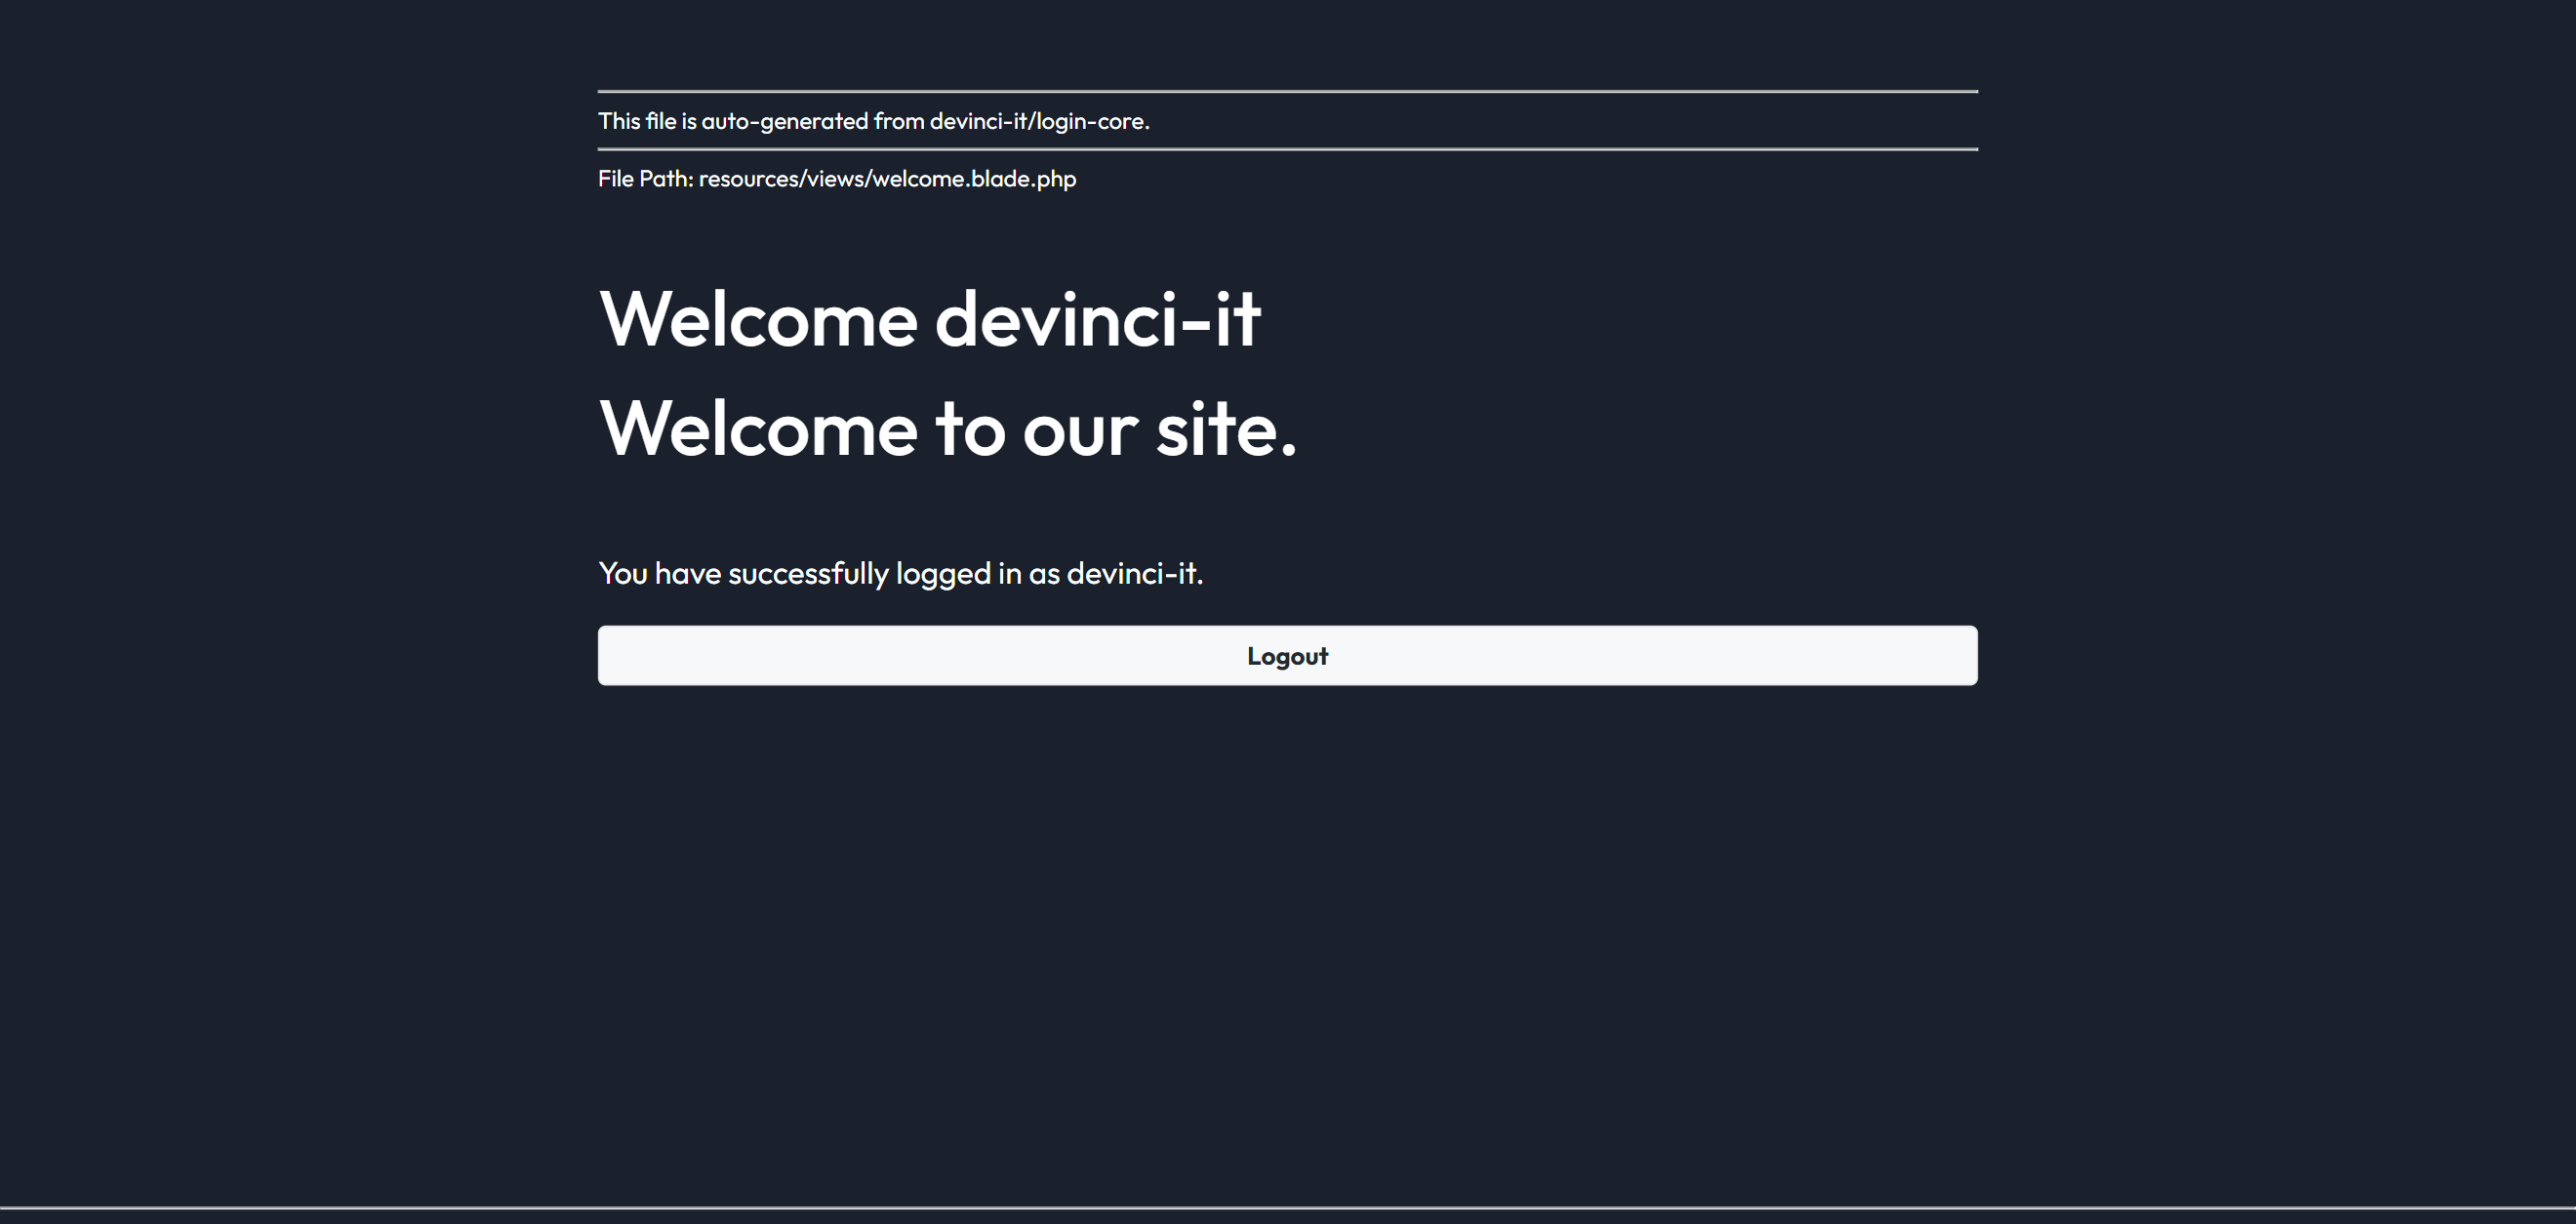 This file is auto-generated from devinci-it/login-core.
File Path: resources/views/welcome.blade.php
Welcome devinci-it
Welcome to our site.
You have successfully logged in as devinci-it.
Logout